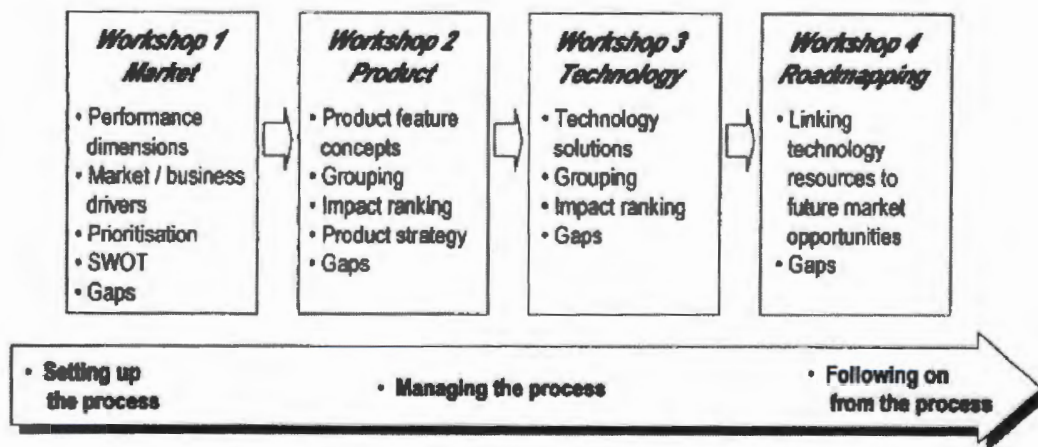 Workshop 1
Market
• Performance
dimensions
• Market / business
drivers
• Prioritisation
• SWOT
• Gaps
Workshop 2
Product
• Product feature
concepts
• Grouping
• Impact ranking
• Product strategy
• Gaps
Workshop 3
Technology
• Technology
solutions
• Grouping
• Impact ranking
• Gaps
Workshop 4
Roadmapping
• Linking
technology
resources to
future market
opportunities
• Gaps
• Setting up
the process
• Managing the process
• Following on
from the process